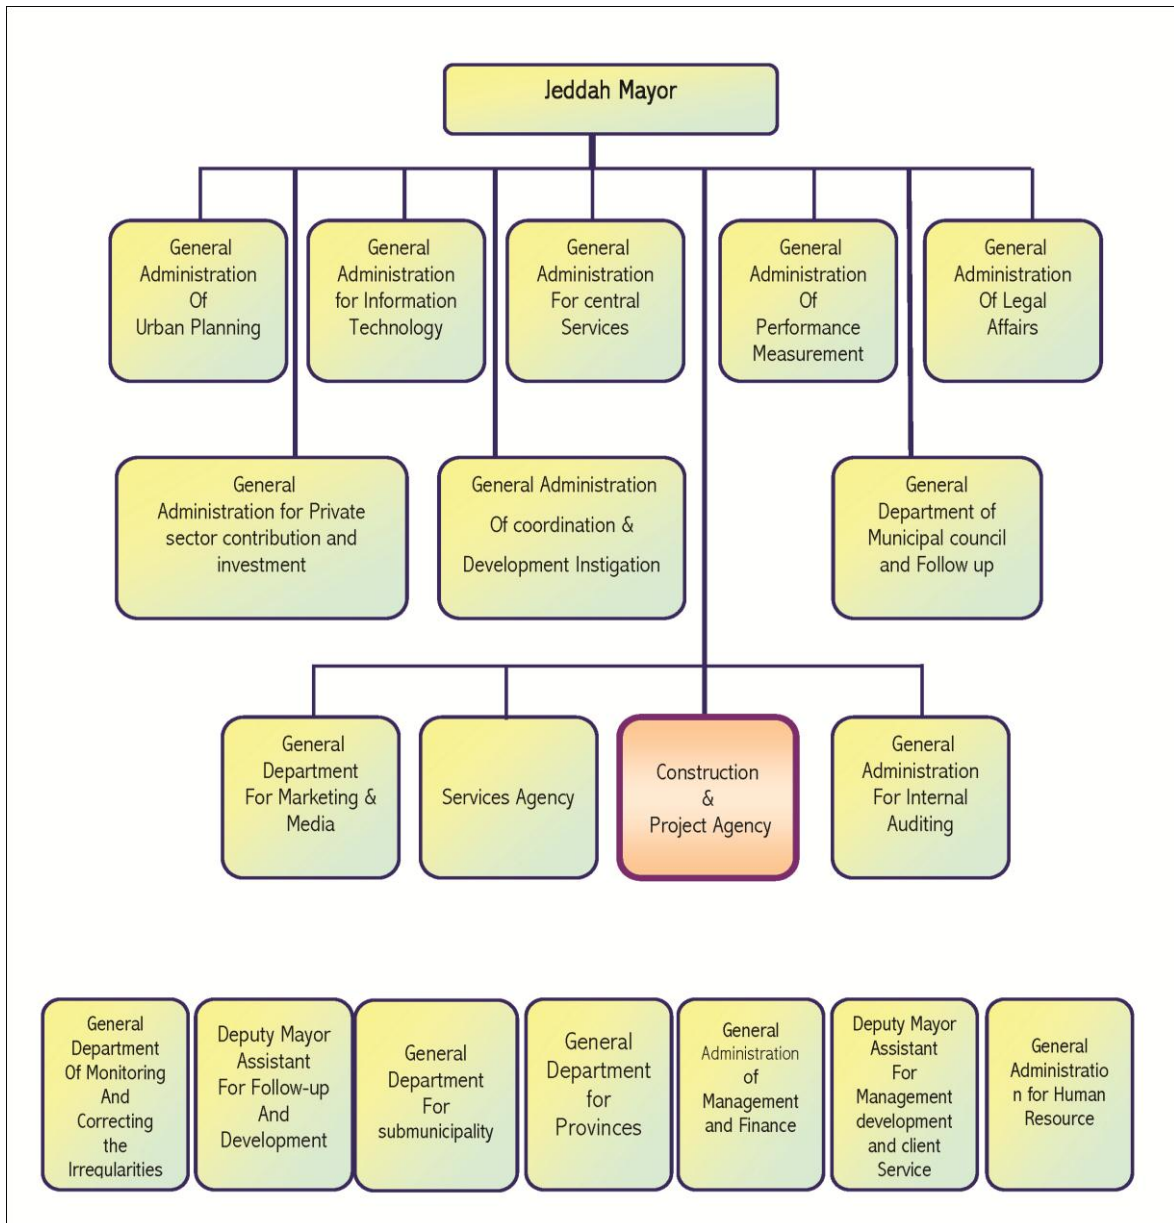 Jeddah Mayor
General
Administration
Of
Urban Planning
General
Administration
for Information
Technology
General
Administration
For central
Services
General
Administration
Of
Performance
Measurement
General
Administration
Of Legal
Affairs
General
Administration for Private
sector contribution and
investment
General Administration
Of coordination &
Development Instigation
General
Department of
Municipal council
and Follow up
General
Department
For Marketing &
Media
Services Agency
Construction
&
Project Agency
General
Administration
For Internal
Auditing
General
Department
Of Monitoring
And
Correcting
the
Irregularities
Deputy Mayor
Assistant
For Follow-up
And
Development
General
Department
For
submunicipality
General
Department
for
Provinces
General
Administration
of
Management
and Finance
Deputy Mayor
Assistant
For
Management
development
and client
Service
General
Administratio
n for Human
Resource